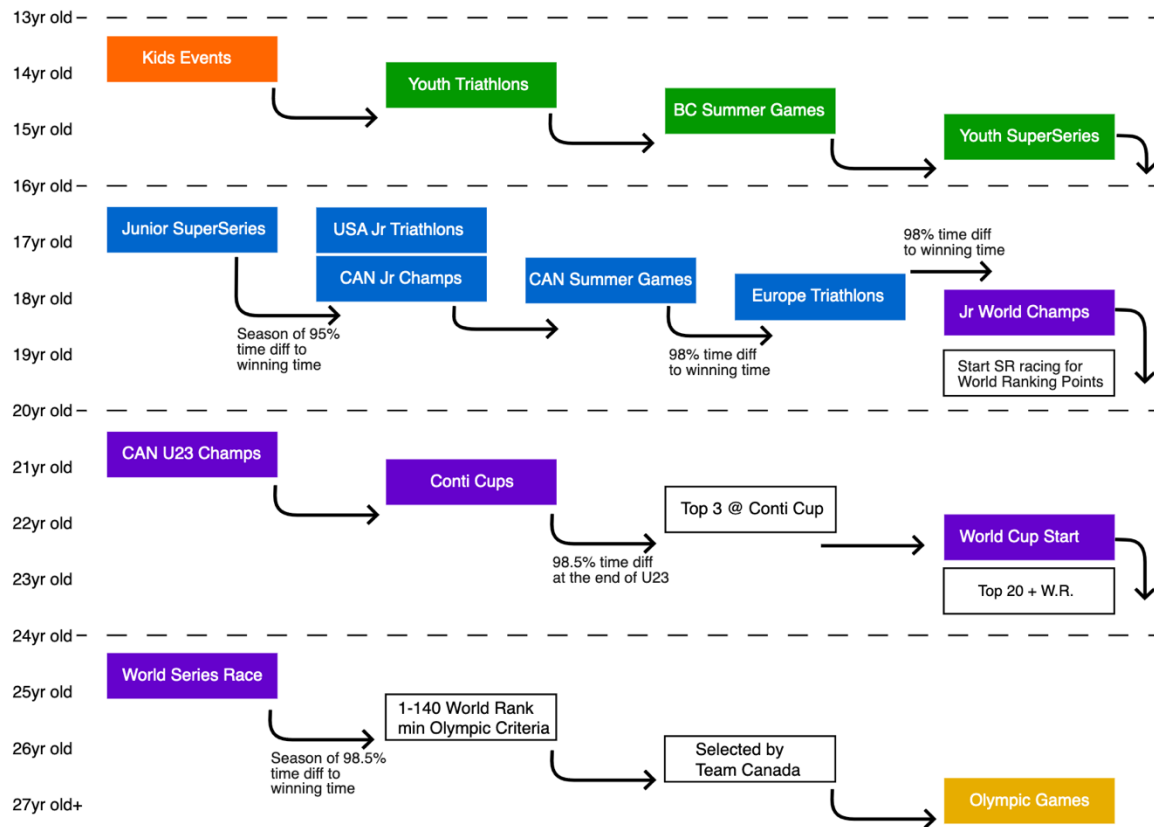 13yr old
Kids Events
14yr old
Youth Triathlons
BC Summer Games
15yr old
Youth SuperSeries
16yr old
Junior SuperSeries
USA Jr Triathlons
98% time diff
to winning time
17yr old
CAN Jr Champs
CAN Summer Games
Europe Triathlons
18yr old
Jr World Champs
Season of 95%
time diff to
winning time
98% time diff
to winning time
19yr old
Start SR racing for
World Ranking Points
20yr old
CAN U23 Champs
21yr old
Conti Cups
Top 3 @ Conti Cup
22yr old
World Cup Start
98.5% time diff
at the end of U23
23yr old
Top 20 + W.R.
24yr old
World Series Race
25yr old
1-140 World Rank
min Olympic Criteria
26yr old
Season of 98.5%
time diff to
winning time
Selected by
Team Canada
27yr old+
Olympic Games